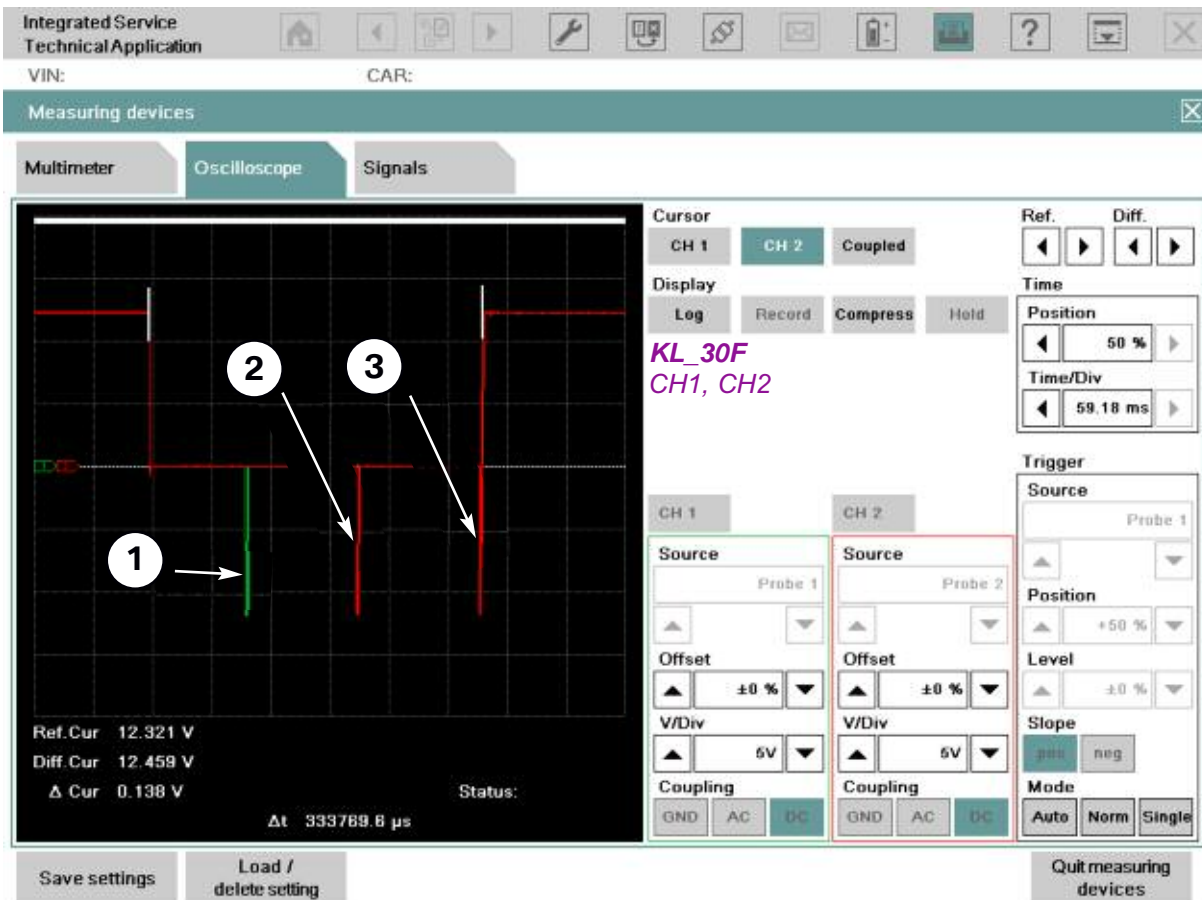 Integrated Service
Technical Application
?
VIN:
CAR:
Measuring devices
Multimeter
Oscilloscope
Signals
Cursor
CH 1
CH 2
Coupled
Display
Log
Record
Compress
Hold
KL_30F
CH1, CH2
Ref.
Diff.
Time
Position
50 %
Time/Div
59.18 ms
Trigger
Source
Probe 1
Position
+50 %
Level
±0 %
Slope
pos
neg
Mode
Auto
Norm
Single
CH 1
Source
Probe 1
Offset
±0 %
V/Div
5V
Coupling
GND
AC
DC
CH 2
Source
Probe 2
Offset
±0 %
V/Div
5V
Coupling
GND
AC
DC
1
2
3
Ref.Cur 12.321 V
Diff.Cur 12.459 V
Δ Cur 0.138 V
Status:
Δt 333769.6 µs
Save settings
Load /
delete setting
Quit measuring
devices